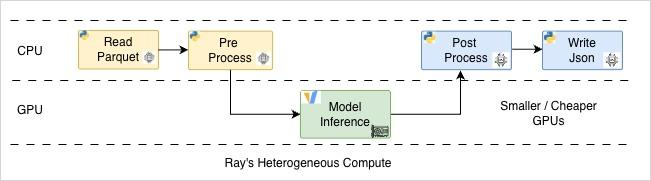 CPU
Read
Parquet
Pre
Process
Post
Process
Write
Json
GPU
Model
Inference
Smaller / Cheaper
GPUs
Ray's Heterogeneous Compute